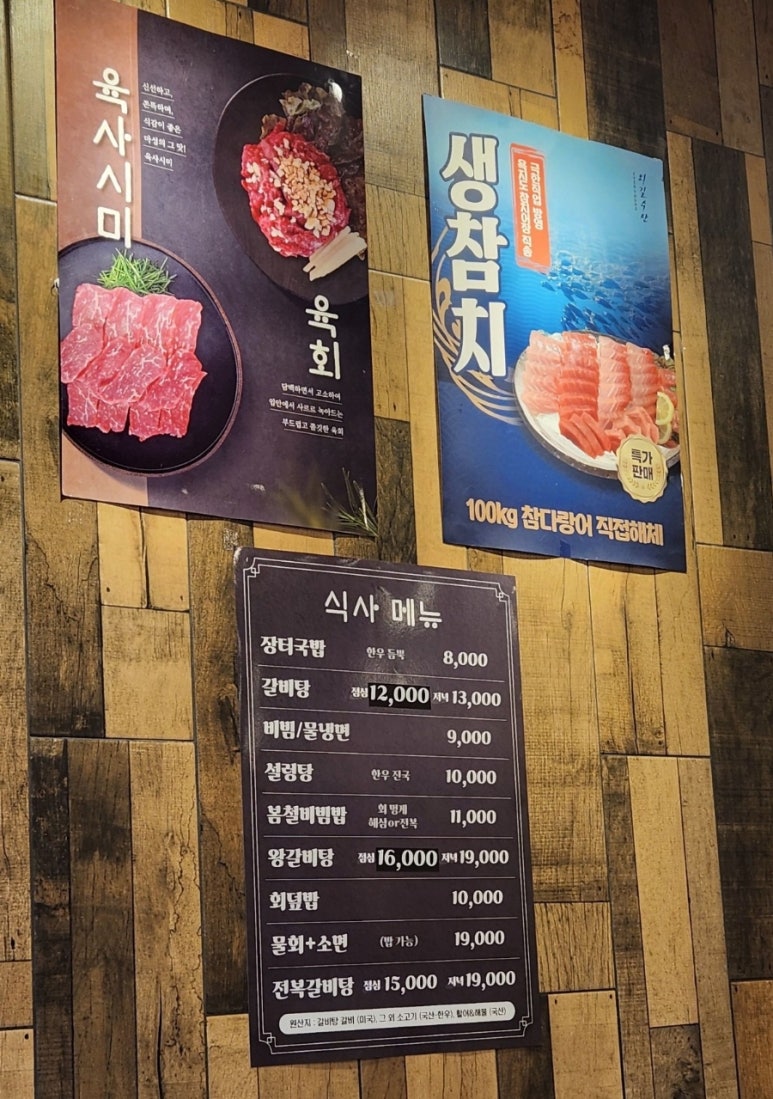 육사시미
신선하고,
쫀득하며,
식감이 좋은
마성의 그 맛!
육사시미
육회
담백하면서 고소하여
입안에서 사르르 녹아드는
부드럽고 쫄깃한 육회
생참치
특가
판매
100kg 참다랑어 직접해체
식사 메뉴
장터국밥 한우 듬뿍 8,000
갈비탕 점심 12,000 저녁 13,000
비빔/물냉면 9,000
설렁탕 한우 진국 10,000
봄철비빔밥 회 멍게 해삼or전복 11,000
왕갈비탕 점심 16,000 저녁 19,000
회덮밥 10,000
물회+소면 (밥 가능) 19,000
전복갈비탕 점심 15,000 저녁 19,000
원산지 : 갈비탕 갈비 (미국), 그 외 소고기 (국산-한우), 활어&해물 (국산)